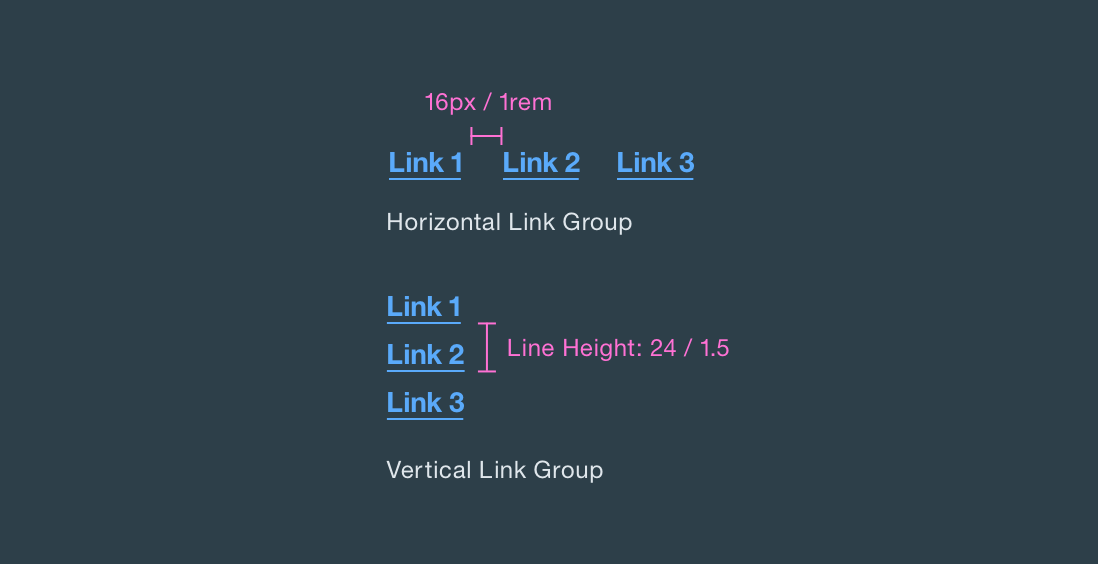 16px / 1rem
Link 1 Link 2 Link 3
Horizontal Link Group
Link 1
Link 2
Line Height: 24 / 1.5
Link 3
Vertical Link Group